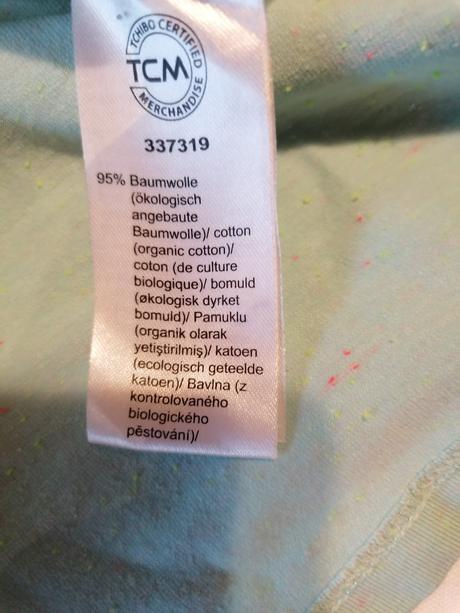 TCHIBO CERTIFIED
TCM
MERCHANDISE
337319
95% Baumwolle
(ökologisch
angebaute
Baumwolle)/ cotton
(organic cotton)/
coton (de culture
biologique)/ bomuld
(økologisk dyrket
bomuld)/ Pamuklu
(organik olarak
yetiştirilmiş)/ katoen
(ecologisch geteelde
katoen)/ Bavlna (z
kontrolovaného
biologického
pěstování)/